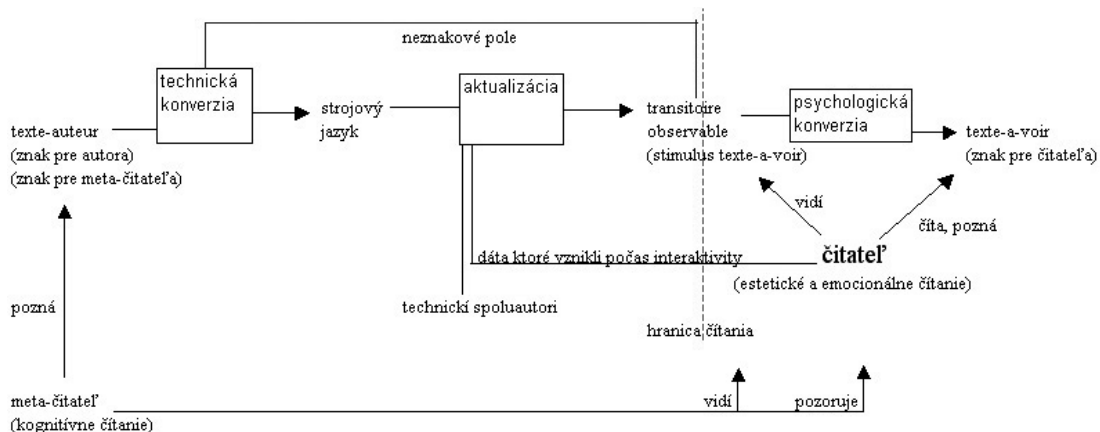 neznakové pole
technická
konverzia
strojový
jazyk
aktualizácia
transitoire
observable
(stimulus texte-a-voir)
psychologická
konverzia
texte-a-voir
(znak pre čitateľa)
texte-auteur
(znak pre autora)
(znak pre meta-čitateľa)
vidí
číta, pozná
čitateľ
(estetické a emocionálne čítanie)
dáta ktoré vznikli počas interaktivity
technickí spoluautori
pozná
hranica čítania
meta-čitateľ
(kognitívne čítanie)
vidí
pozoruje